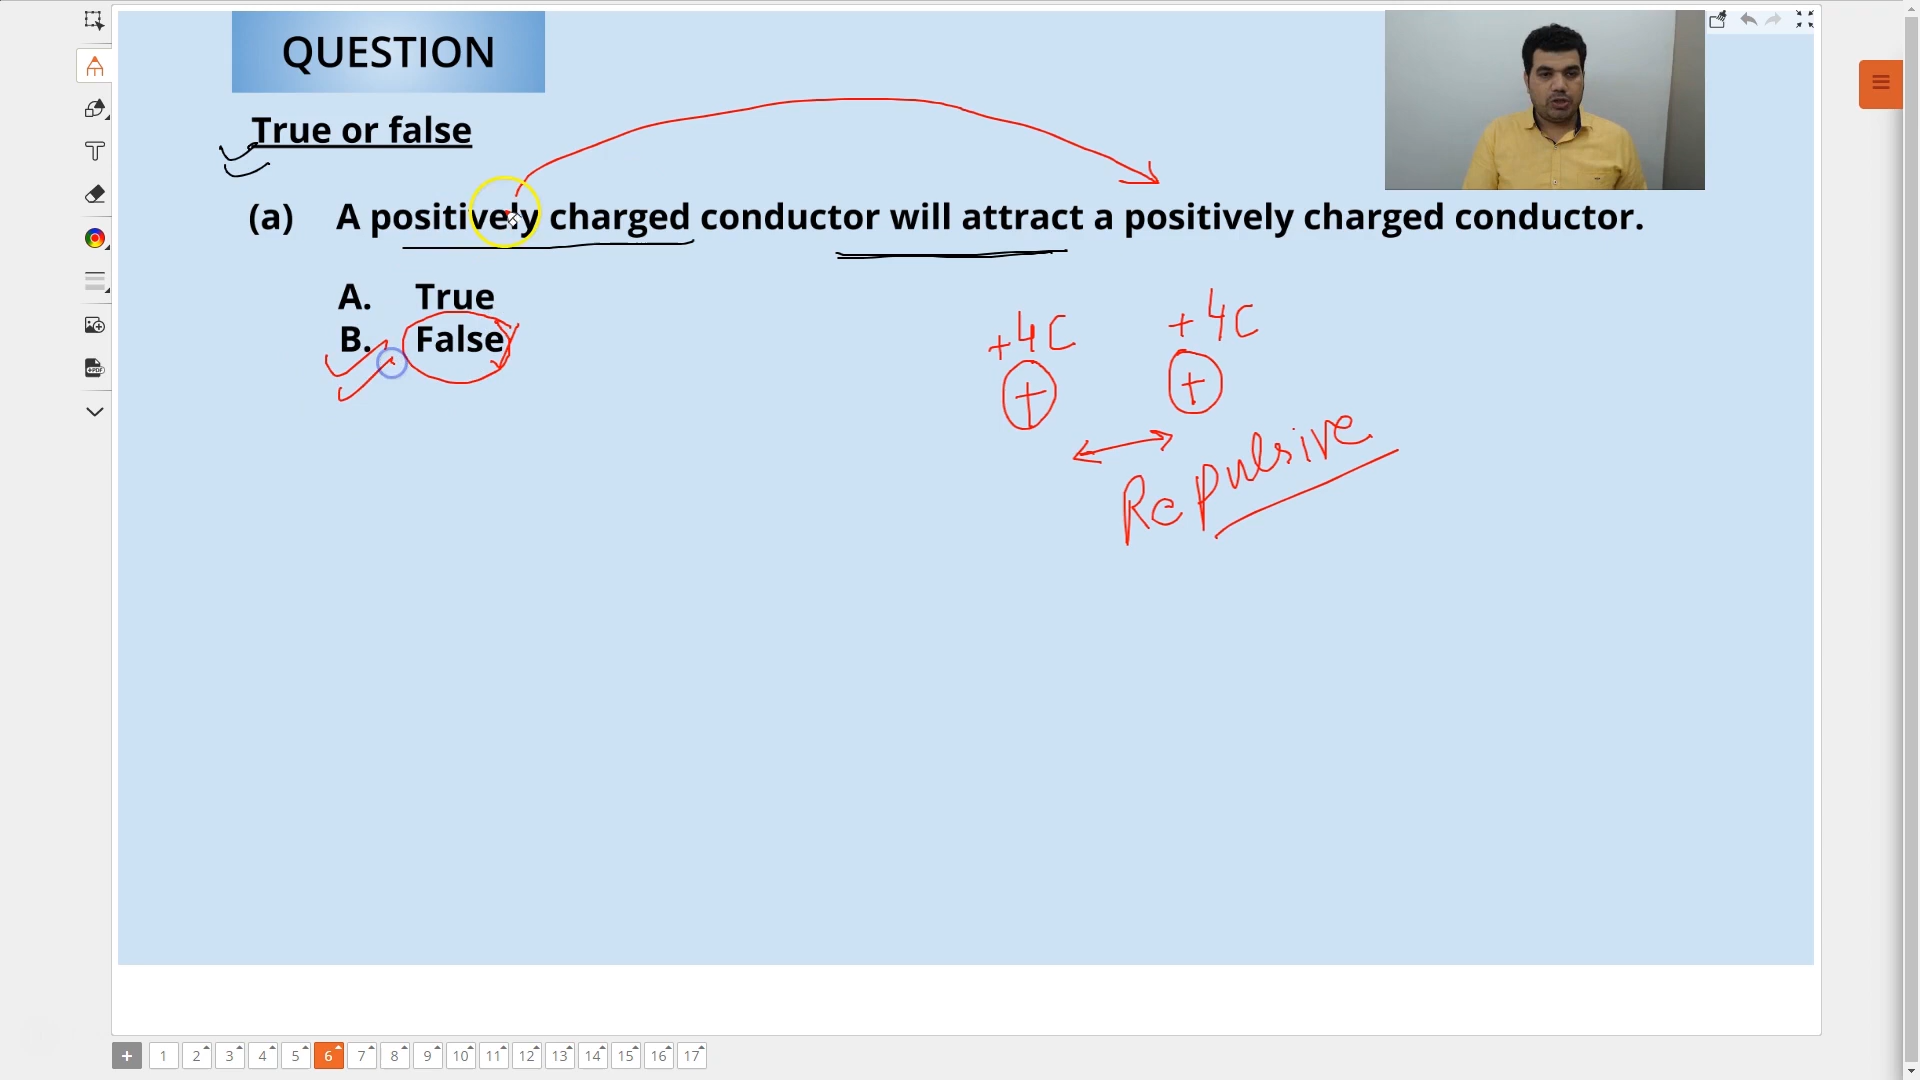 QUESTION
True or false
(a) A positively charged conductor will attract a positively charged conductor.
A. True
B. False
+4C +4C
+ +
Repulsive
+ 1 2 3 4 5 6 7 8 9 10 11 12 13 14 15 16 17